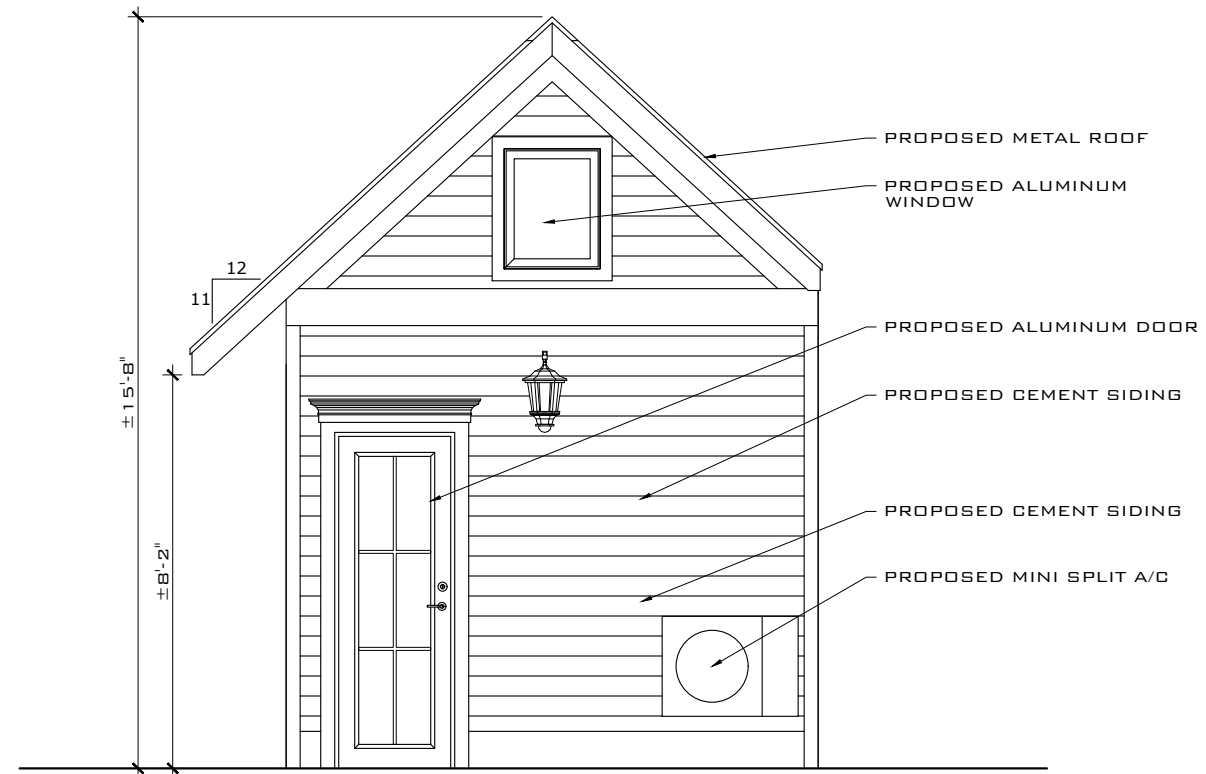 PROPOSED METAL ROOF
PROPOSED ALUMINUM
WINDOW
12
11
PROPOSED ALUMINUM DOOR
±15'-8"
PROPOSED CEMENT SIDING
PROPOSED CEMENT SIDING
±8'-2"
PROPOSED MINI SPLIT A/C